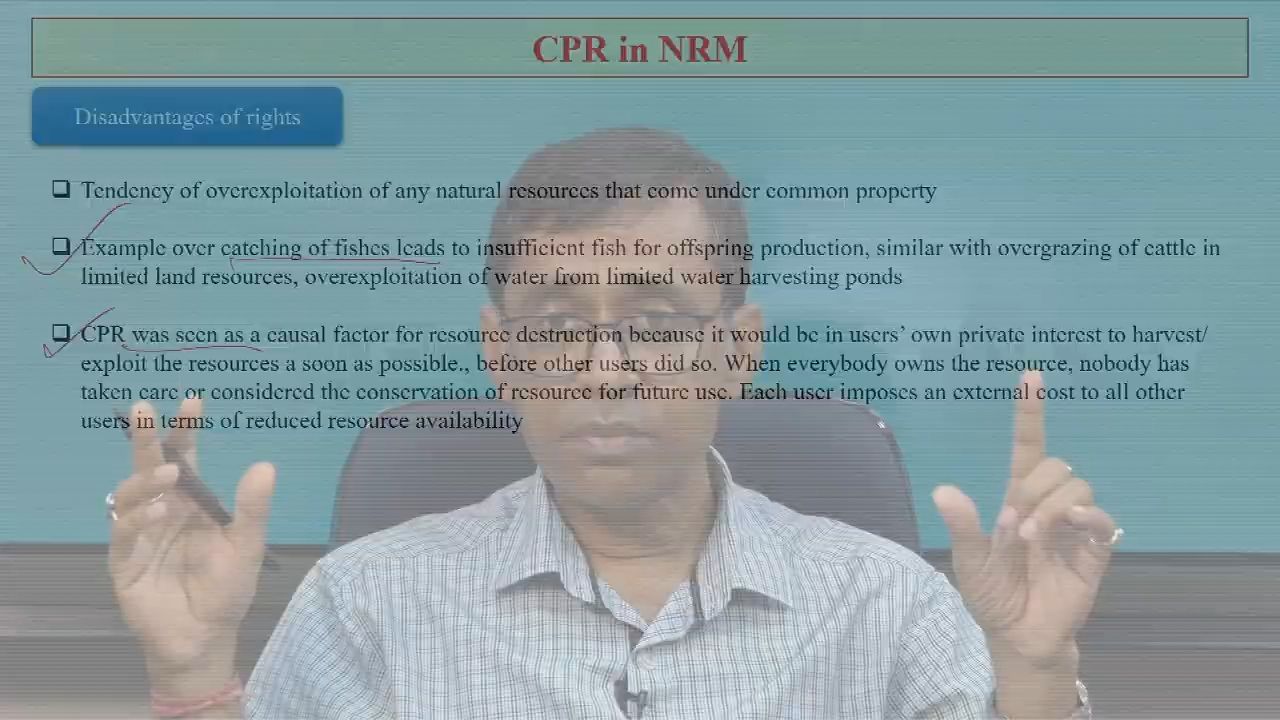 CPR in NRM
Disadvantages of rights
Tendency of overexploitation of any natural resources that come under common property
Example over catching of fishes leads to insufficient fish for offspring production, similar with overgrazing of cattle in
limited land resources, overexploitation of water from limited water harvesting ponds
CPR was seen as a causal factor for resource destruction because it would be in users’ own private interest to harvest/
exploit the resources a soon as possible., before other users did so. When everybody owns the resource, nobody has
taken care or considered the conservation of resource for future use. Each user imposes an external cost to all other
users in terms of reduced resource availability